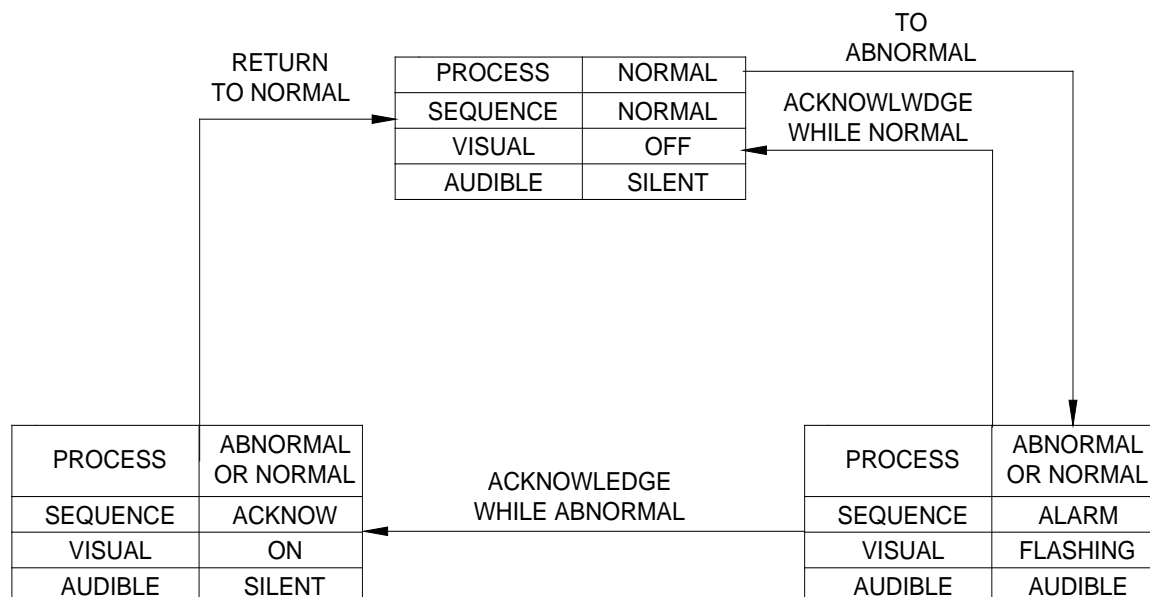 TO
ABNORMAL
RETURN
TO NORMAL
PROCESS NORMAL
SEQUENCE NORMAL
VISUAL OFF
AUDIBLE SILENT
ACKNOWLWDGE
WHILE NORMAL
PROCESS ABNORMAL
OR NORMAL
SEQUENCE ACKNOW
VISUAL ON
AUDIBLE SILENT
ACKNOWLEDGE
WHILE ABNORMAL
PROCESS ABNORMAL
OR NORMAL
SEQUENCE ALARM
VISUAL FLASHING
AUDIBLE AUDIBLE